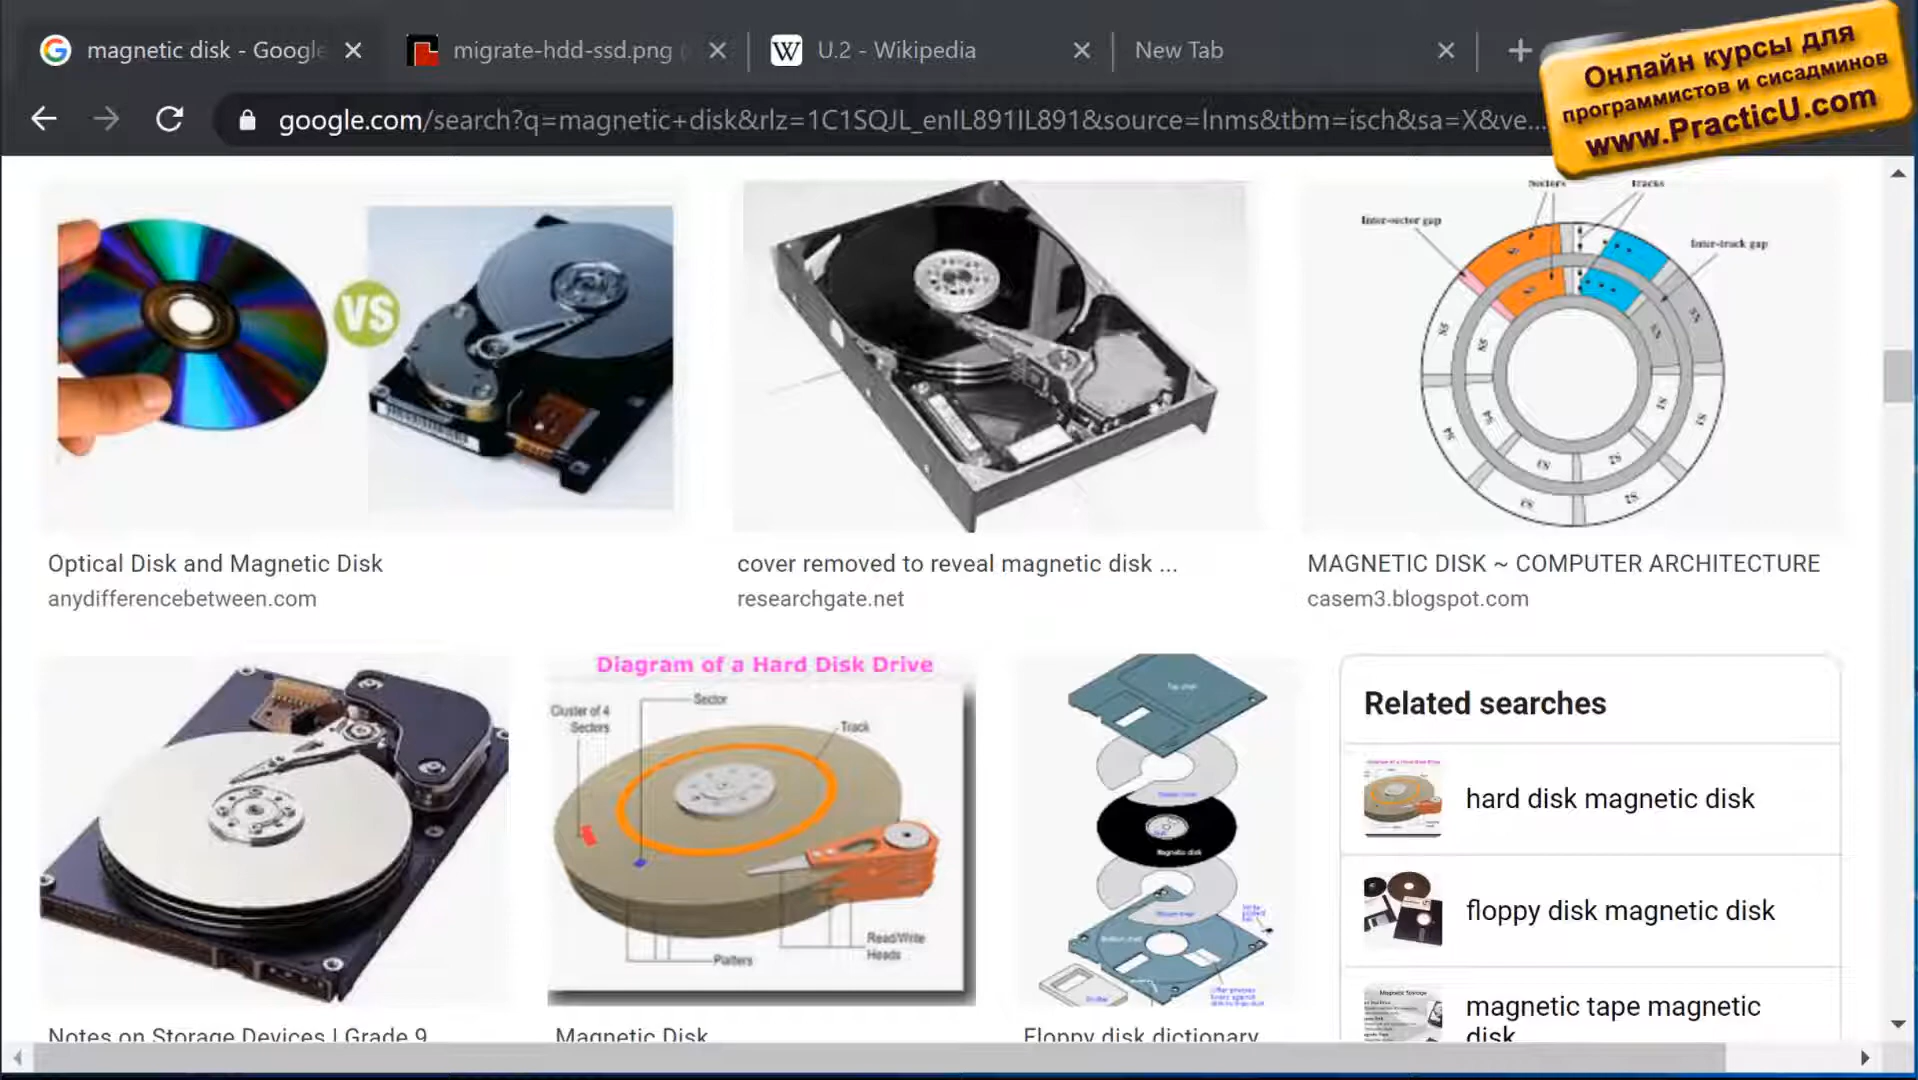 magnetic disk - Google
migrate-hdd-ssd.png
U.2 - Wikipedia
New Tab
google.com/search?q=magnetic+disk&rlz=1C1SQJL_enIL891IL891&source=lnms&tbm=isch&sa=X&ve...
Онлайн курсы для
программистов и сисадминов
www.PracticU.com
VS
Sectors
Tracks
Inter-sector gap
Inter-track gap
Optical Disk and Magnetic Disk
anydifferencebetween.com
cover removed to reveal magnetic disk ...
researchgate.net
MAGNETIC DISK ~ COMPUTER ARCHITECTURE
casem3.blogspot.com
Diagram of a Hard Disk Drive
Cluster of 4
Sectors
Sector
Track
Read/Write
Heads
Platters
Magnetic disk
Related searches
hard disk magnetic disk
floppy disk magnetic disk
magnetic tape magnetic
disk
Notes on Storage Devices | Grade 9
Magnetic Disk
Floppy disk dictionary